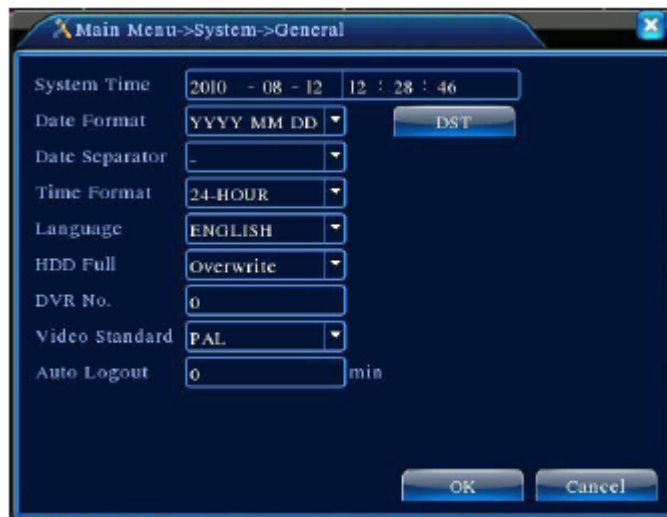 Main Menu->System->General
System Time 2010 - 08 - 12 12 : 28 : 46
Date Format YYYY MM DD DST
Date Separator -
Time Format 24-HOUR
Language ENGLISH
HDD Full Overwrite
DVR No. 0
Video Standard PAL
Auto Logout 0 min
OK Cancel